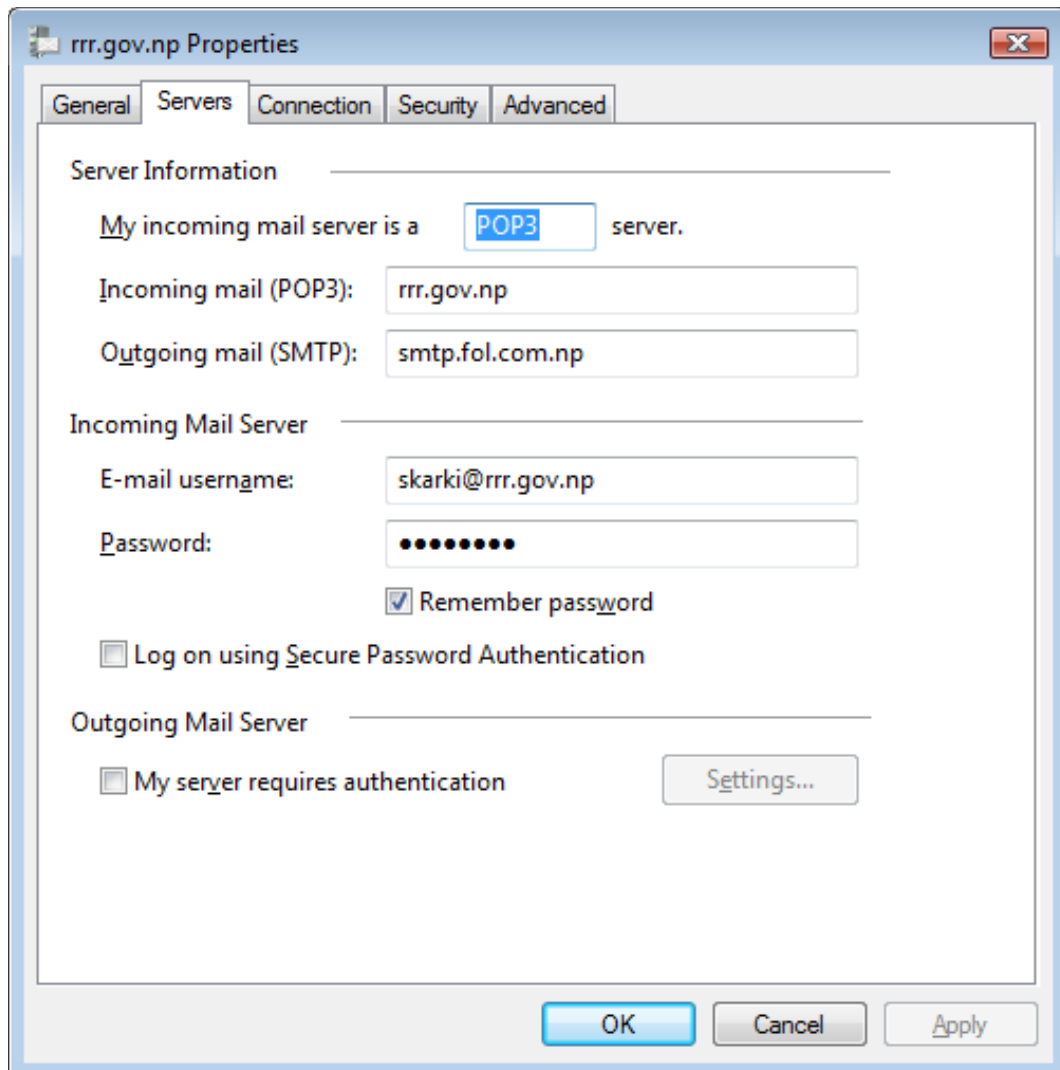 rrr.gov.np Properties
General Servers Connection Security Advanced
Server Information
My incoming mail server is a POP3 server.
Incoming mail (POP3): rrr.gov.np
Outgoing mail (SMTP): smtp.fol.com.np
Incoming Mail Server
E-mail username: skarki@rrr.gov.np
Password: ●●●●●●●●
Remember password
Log on using Secure Password Authentication
Outgoing Mail Server
My server requires authentication Settings...
OK Cancel Apply